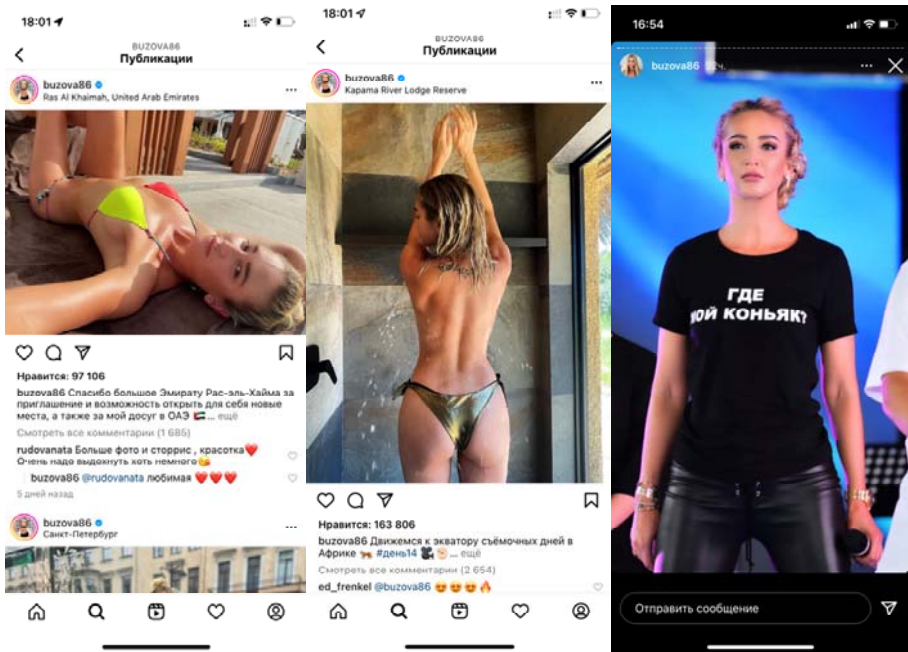 18:01
BUZOVA86
Публикации
buzova86
Ras Al Khaimah, United Arab Emirates
Нравится: 97 106
buzova86 Спасибо большое Эмирату Рас-эль-Хайма за
приглашение и возможность открыть для себя новые
места, а также за мой досуг в ОАЭ 🇦🇪... ещё
Смотреть все комментарии (1 685)
rudovanata Больше фото и сторрис , красотка❤️
Очень надо выдохнуть хоть немного😘
buzova86 @rudovanata любимая ❤️❤️❤️
5 дней назад
buzova86
Санкт-Петербург
18:01
BUZOVA86
Публикации
buzova86
Kapama River Lodge Reserve
Нравится: 163 806
buzova86 Движемся к экватору съёмочных дней в
Африке 🐆 #день14 🎥 ... ещё
Смотреть все комментарии (2 654)
ed_frenkel @buzova86 😍😍😍🔥
16:54
buzova86
ГДЕ
МОЙ КОНЬЯК?
Отправить сообщение